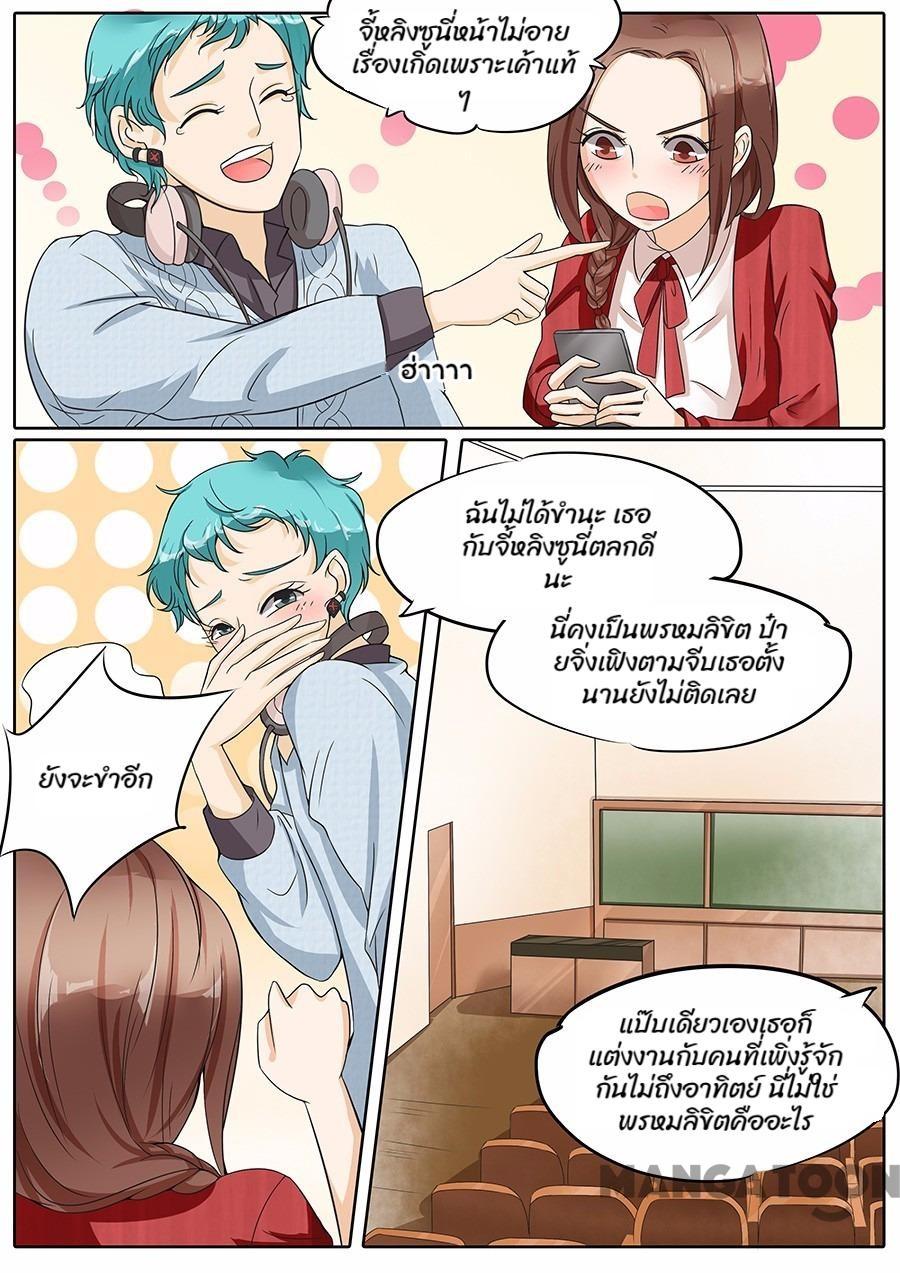 จี้หลิงซูนี่หน้าไม่อาย
เรื่องเกิดเพราะเค้าแท้
ๆ
ฮ่าาาาา
ฉันไม่ได้ขำนะ เธอ
กับจี้หลิงซูนี่ตลกดี
นะ
นี่คงเป็นพรหมลิขิต ป๋า
ยจิ่งเฟิงตามจีบเธอตั้ง
นานยังไม่ติดเลย
ยังจะขำอีก
แป๊บเดียวเองเธอก็
แต่งงานกับคนที่เพิ่งรู้จัก
กันไม่ถึงอาทิตย์ นี่ไม่ใช่
พรหมลิขิตคืออะไร
MANGATOON